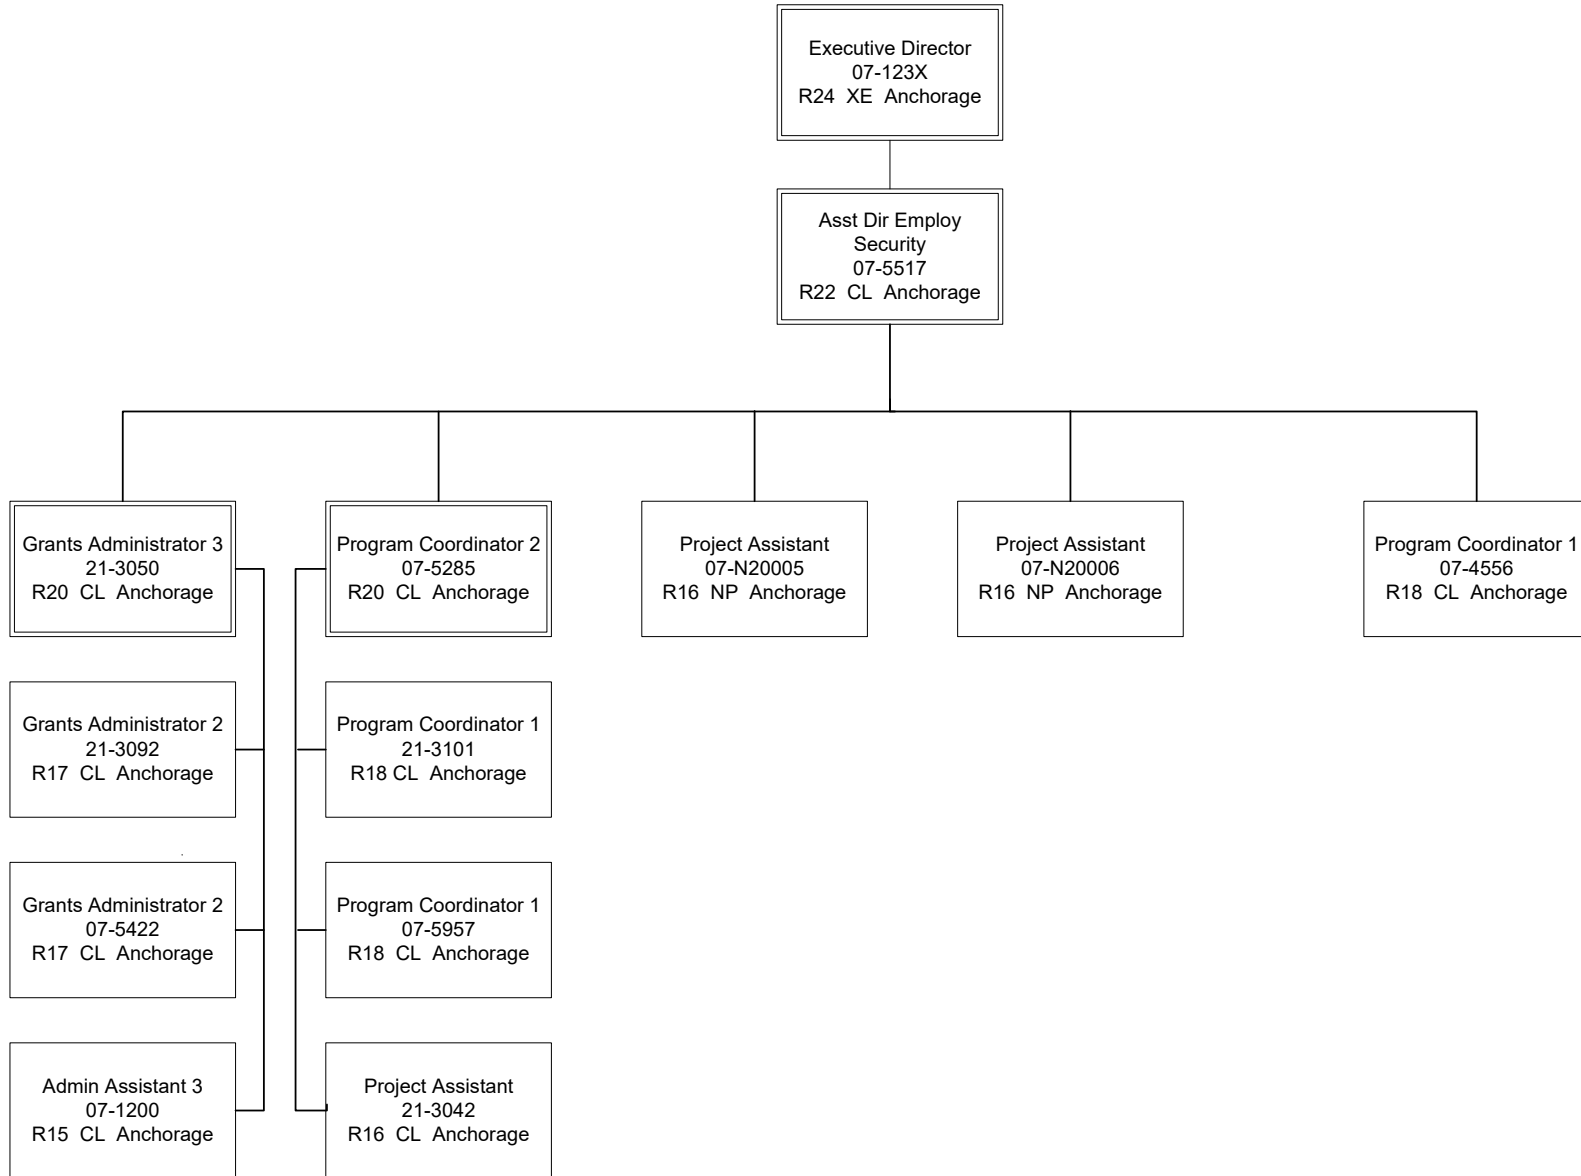 Executive Director
07-123X
R24 XE Anchorage
Asst Dir Employ
Security
07-5517
R22 CL Anchorage
Grants Administrator 3
21-3050
R20 CL Anchorage
Program Coordinator 2
07-5285
R20 CL Anchorage
Project Assistant
07-N20005
R16 NP Anchorage
Project Assistant
07-N20006
R16 NP Anchorage
Program Coordinator 1
07-4556
R18 CL Anchorage
Grants Administrator 2
21-3092
R17 CL Anchorage
Program Coordinator 1
21-3101
R18 CL Anchorage
Grants Administrator 2
07-5422
R17 CL Anchorage
Program Coordinator 1
07-5957
R18 CL Anchorage
Admin Assistant 3
07-1200
R15 CL Anchorage
Project Assistant
21-3042
R16 CL Anchorage